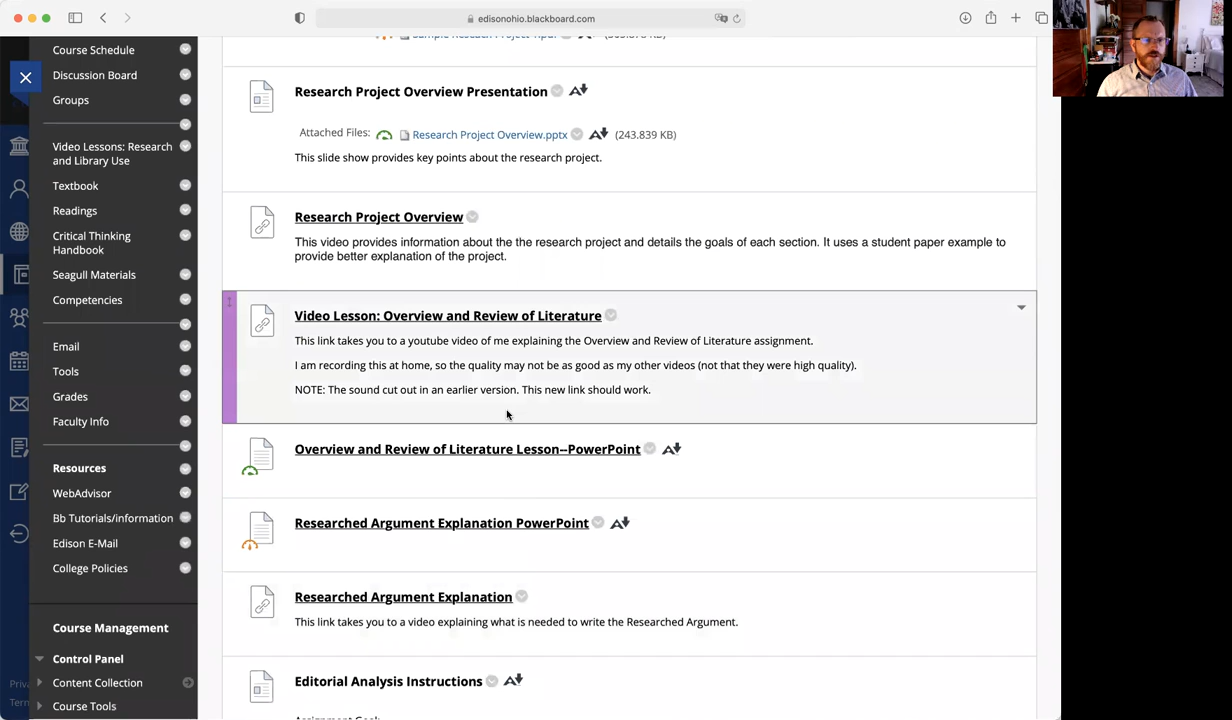 edisonohio.blackboard.com
Course Schedule
Discussion Board
Groups
Video Lessons: Research
and Library Use
Textbook
Readings
Critical Thinking
Handbook
Seagull Materials
Competencies
Email
Tools
Grades
Faculty Info
Resources
WebAdvisor
Bb Tutorials/information
Edison E-Mail
College Policies
Course Management
Control Panel
Content Collection
Course Tools
Research Project Overview Presentation
Attached Files: Research Project Overview.pptx (243.839 KB)
This slide show provides key points about the research project.
Research Project Overview
This video provides information about the the research project and details the goals of each section. It uses a student paper example to
provide better explanation of the project.
Video Lesson: Overview and Review of Literature
This link takes you to a youtube video of me explaining the Overview and Review of Literature assignment.
I am recording this at home, so the quality may not be as good as my other videos (not that they were high quality).
NOTE: The sound cut out in an earlier version. This new link should work.
Overview and Review of Literature Lesson--PowerPoint
Researched Argument Explanation PowerPoint
Researched Argument Explanation
This link takes you to a video explaining what is needed to write the Researched Argument.
Editorial Analysis Instructions